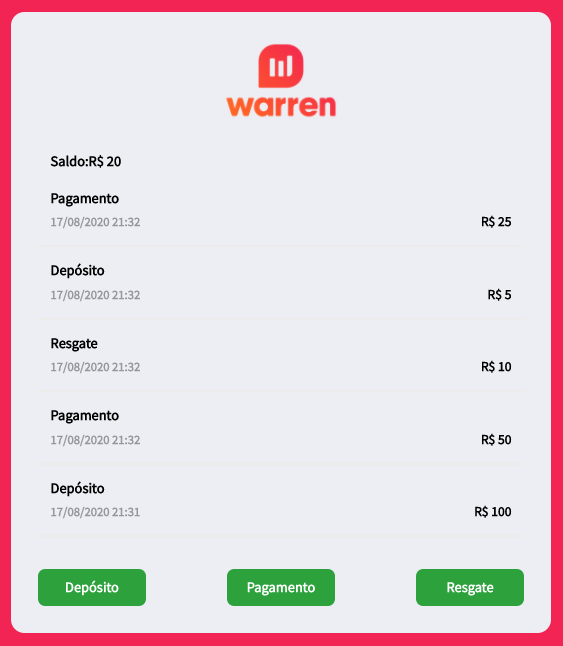 warren
Saldo:R$ 20
Pagamento
17/08/2020 21:32 R$ 25
Depósito
17/08/2020 21:32 R$ 5
Resgate
17/08/2020 21:32 R$ 10
Pagamento
17/08/2020 21:32 R$ 50
Depósito
17/08/2020 21:31 R$ 100
Depósito Pagamento Resgate